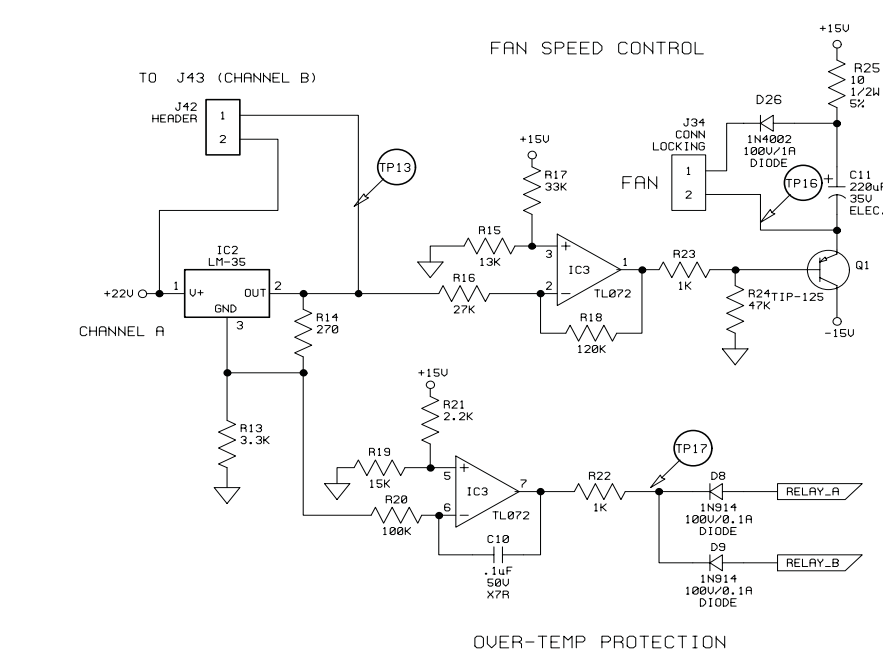 +15V
FAN SPEED CONTROL
R25
10
1/2W
5%
TO J43 (CHANNEL B)
J42
HEADER
1
2
D26
1N4002
100V/1A
DIODE
J34
CONN
LOCKING
1
2
FAN
+15V
R17
33K
TP13
TP16
+
C11
220uF
35V
ELEC.
R15
13K
3
+
2
−
1
IC3
TL072
R16
27K
R18
120K
R23
1K
R24
47K
TIP-125
Q1
-15V
IC2
LM-35
+22V
1
V+
OUT
2
GND
3
CHANNEL A
R14
270
R13
3.3K
+15V
R21
2.2K
R19
15K
5
+
6
−
7
IC3
TL072
R20
100K
C10
.1uF
50V
X7R
R22
1K
TP17
D8
1N914
100V/0.1A
DIODE
RELAY_A
D9
1N914
100V/0.1A
DIODE
RELAY_B
OVER-TEMP PROTECTION